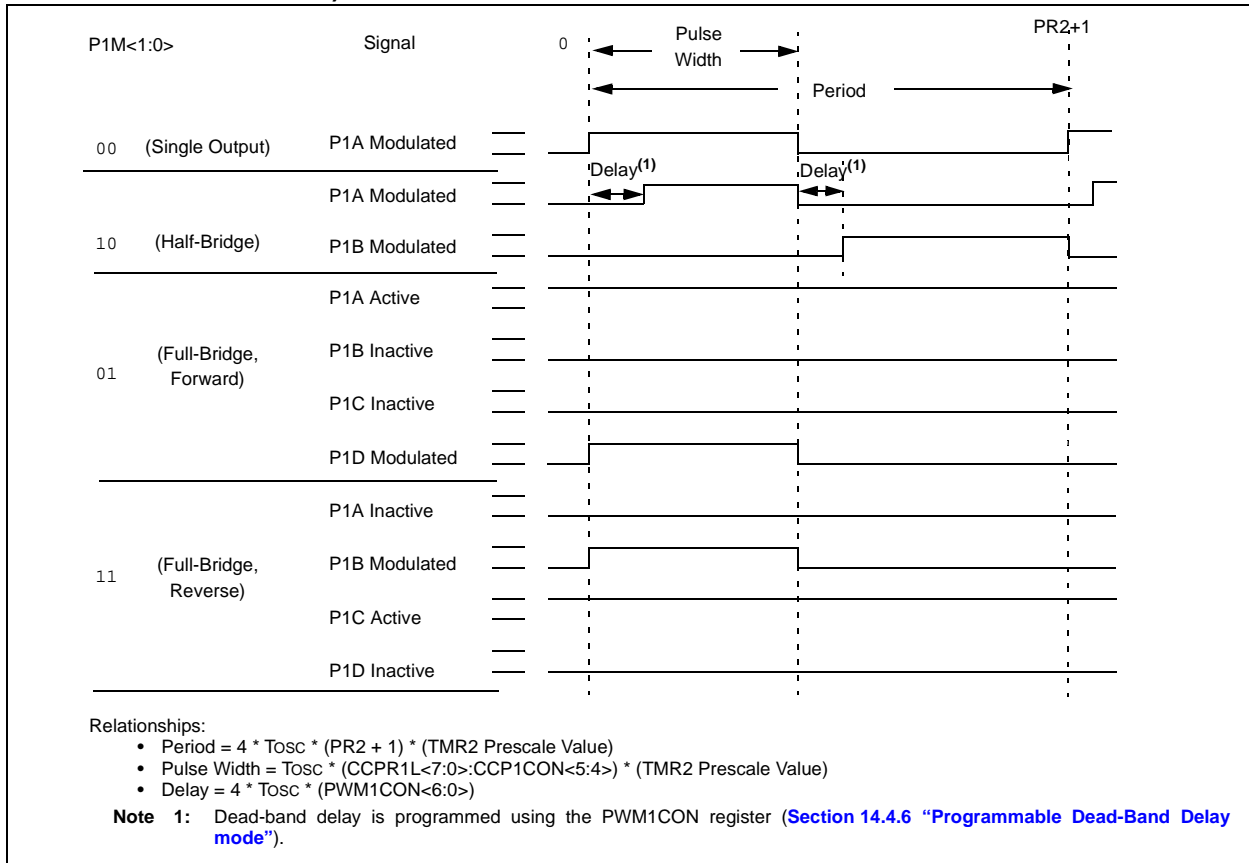 P1M<1:0> Signal 0 Pulse Width PR2+1
Period
00 (Single Output) P1A Modulated
Delay(1) Delay(1)
P1A Modulated
10 (Half-Bridge) P1B Modulated
P1A Active
01 (Full-Bridge, Forward) P1B Inactive
P1C Inactive
P1D Modulated
P1A Inactive
11 (Full-Bridge, Reverse) P1B Modulated
P1C Active
P1D Inactive
Relationships:
• Period = 4 * TOSC * (PR2 + 1) * (TMR2 Prescale Value)
• Pulse Width = TOSC * (CCPR1L<7:0>:CCP1CON<5:4>) * (TMR2 Prescale Value)
• Delay = 4 * TOSC * (PWM1CON<6:0>)
Note 1: Dead-band delay is programmed using the PWM1CON register (Section 14.4.6 “Programmable Dead-Band Delay
mode”).